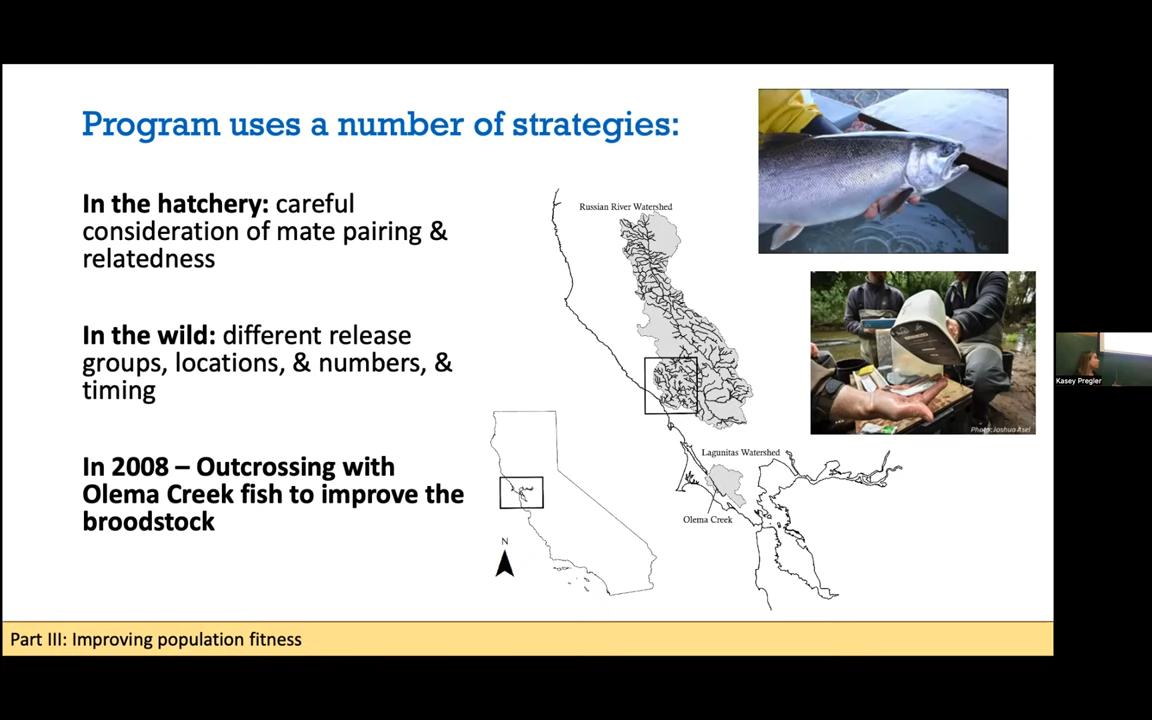 Program uses a number of strategies:
In the hatchery: careful
consideration of mate pairing &
relatedness
In the wild: different release
groups, locations, & numbers, &
timing
In 2008 – Outcrossing with
Olema Creek fish to improve the
broodstock
Russian River Watershed
Lagunitas Watershed
Olema Creek
N
Photo: Joshua Asel
Kasey Pregler
Part III: Improving population fitness